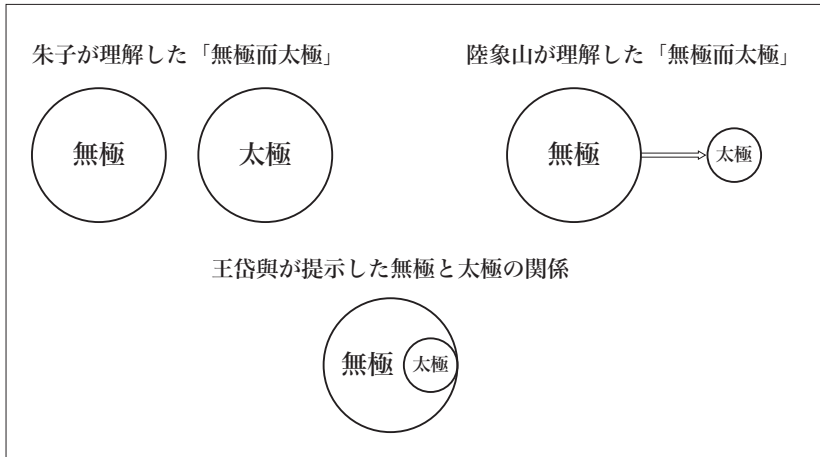 朱子が理解した「無極而太極」
陸象山が理解した「無極而太極」
無極
太極
無極
太極
王岱輿が提示した無極と太極の関係
無極
太極